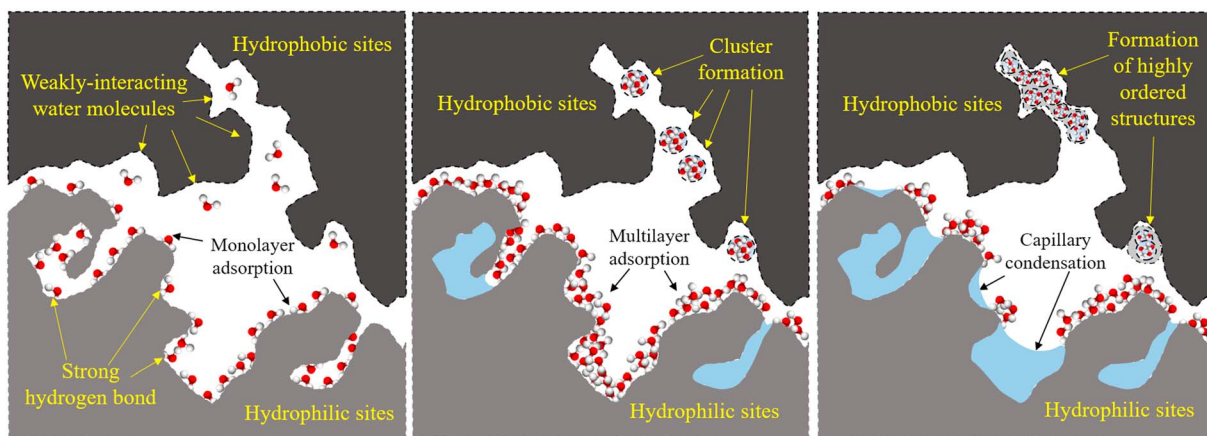 Hydrophobic sites
Weakly-interacting
water molecules
Monolayer
adsorption
Strong
hydrogen bond
Hydrophilic sites
Cluster
formation
Hydrophobic sites
Multilayer
adsorption
Hydrophilic sites
Formation
of highly
ordered
structures
Hydrophobic sites
Capillary
condensation
Hydrophilic sites